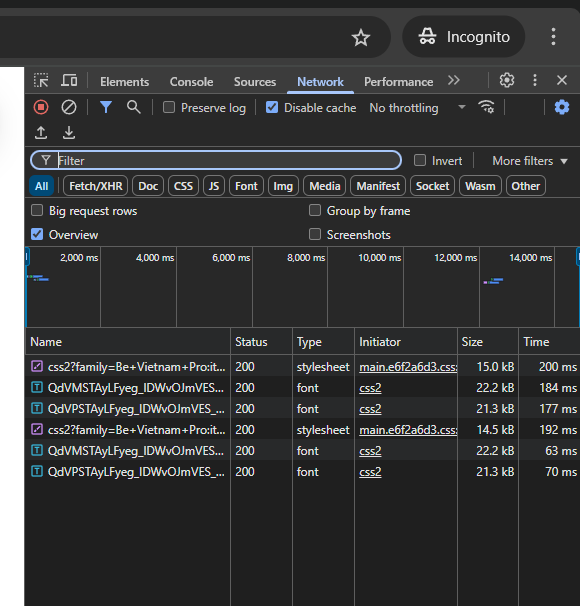 Incognito
Elements Console Sources Network Performance
Preserve log Disable cache No throttling
Filter Invert More filters
All Fetch/XHR Doc CSS JS Font Img Media Manifest Socket Wasm Other
Big request rows Group by frame
Overview Screenshots
2,000 ms 4,000 ms 6,000 ms 8,000 ms 10,000 ms 12,000 ms 14,000 ms
Name Status Type Initiator Size Time
css2?family=Be+Vietnam+Pro:it... 200 stylesheet main.e6f2a6d3.css: 15.0 kB 200 ms
QdVMSTAyLFyeg_IDWvOJmVES_... 200 font css2 22.2 kB 184 ms
QdVPSTAyLFyeg_IDWvOJmVES_... 200 font css2 21.3 kB 177 ms
css2?family=Be+Vietnam+Pro:it... 200 stylesheet main.e6f2a6d3.css: 14.5 kB 192 ms
QdVMSTAyLFyeg_IDWvOJmVES_... 200 font css2 22.2 kB 63 ms
QdVPSTAyLFyeg_IDWvOJmVES_... 200 font css2 21.3 kB 70 ms